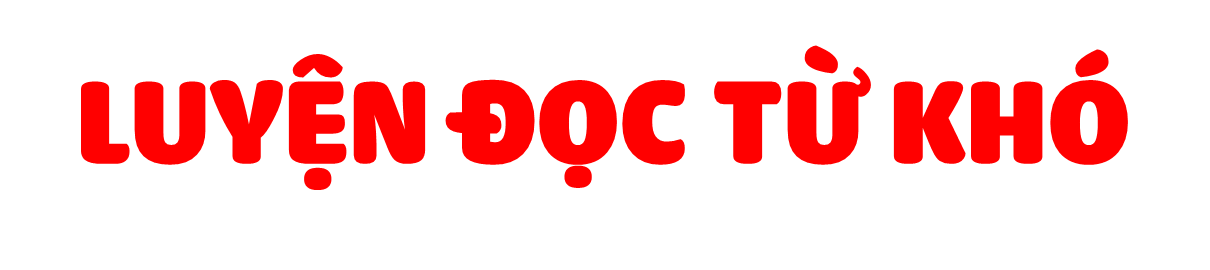 LUYỆN ĐỌC TỪ KHÓ